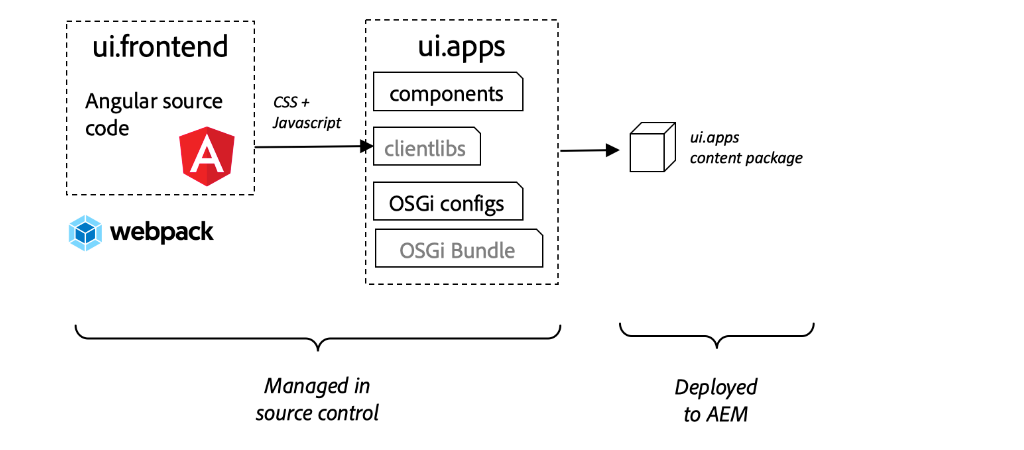 ui.frontend
Angular source
code
A
webpack
CSS +
Javascript
ui.apps
components
clientlibs
OSGi configs
OSGi Bundle
ui.apps
content package
Managed in
source control
Deployed
to AEM